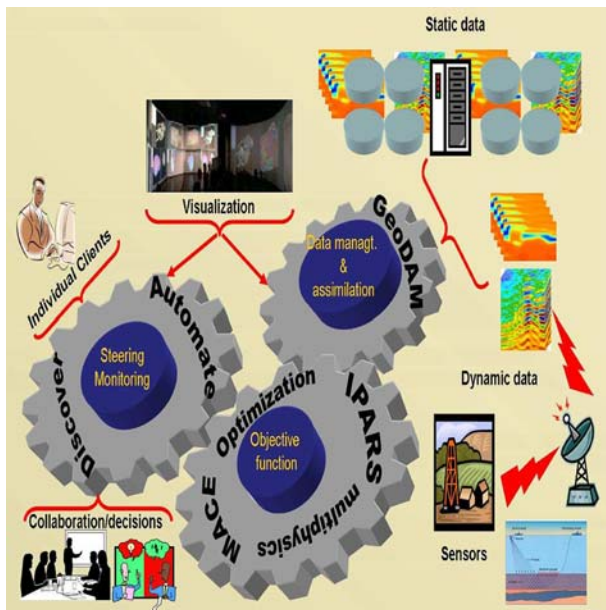 Static data
Visualization
GeoDAM
Data managt.
&
assimilation
Individual Clients
Automate
Steering
Monitoring
Discover
Dynamic data
Optimization
IPARS
Objective
function
multiphysics
MACE
Collaboration/decisions
Sensors